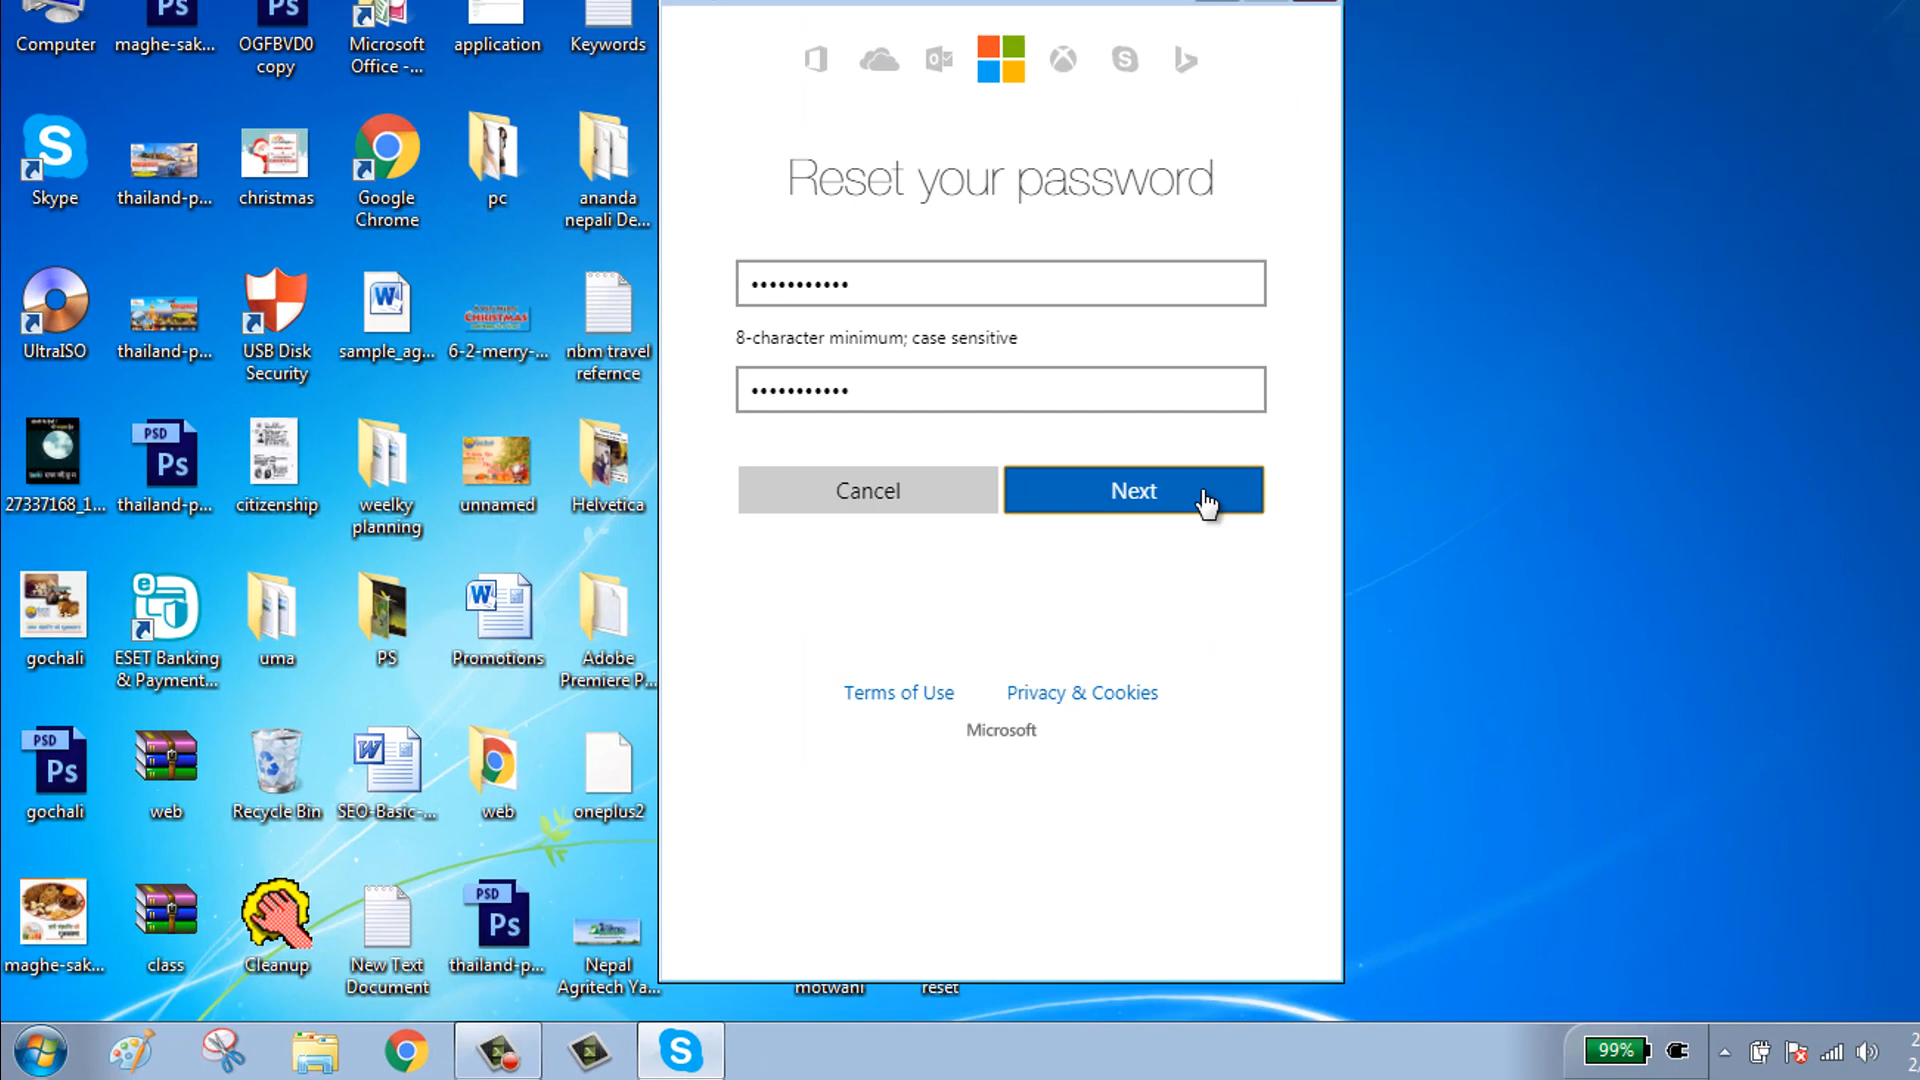 Computer
maghe-sak...
OGFBVD0
copy
Microsoft
Office -...
application
Keywords
Skype
thailand-p...
christmas
Google
Chrome
pc
ananda
nepali De...
UltraISO
thailand-p...
USB Disk
Security
sample_ag...
6-2-merry-...
nbm travel
refernce
27337168_1...
thailand-p...
citizenship
weelky
planning
unnamed
Helvetica
gochali
ESET Banking
& Payment...
uma
PS
Promotions
Adobe
Premiere P...
gochali
web
Recycle Bin
SEO-Basic-...
web
oneplus2
maghe-sak...
class
Cleanup
New Text
Document
thailand-p...
Nepal
Agritech Ya...
motwani
reset
Reset your password
•••••••••••
8-character minimum; case sensitive
•••••••••••
Cancel
Next
Terms of Use
Privacy & Cookies
Microsoft
99%